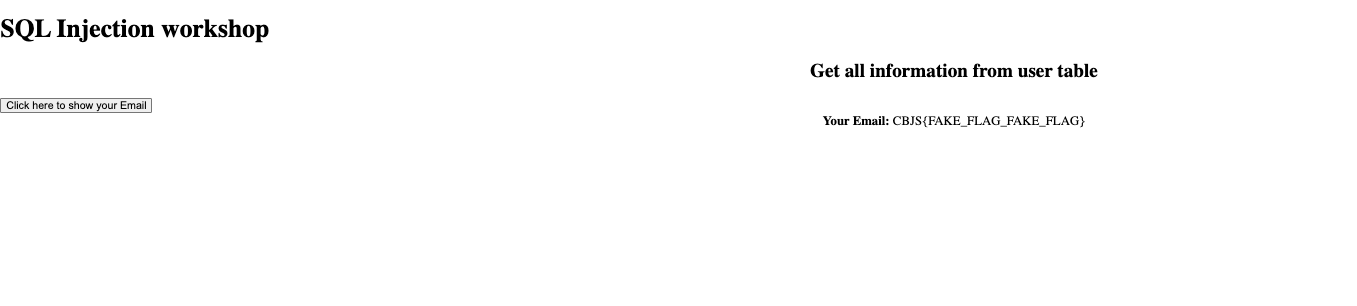 SQL Injection workshop
Get all information from user table
Click here to show your Email
Your Email: CBJS{FAKE_FLAG_FAKE_FLAG}